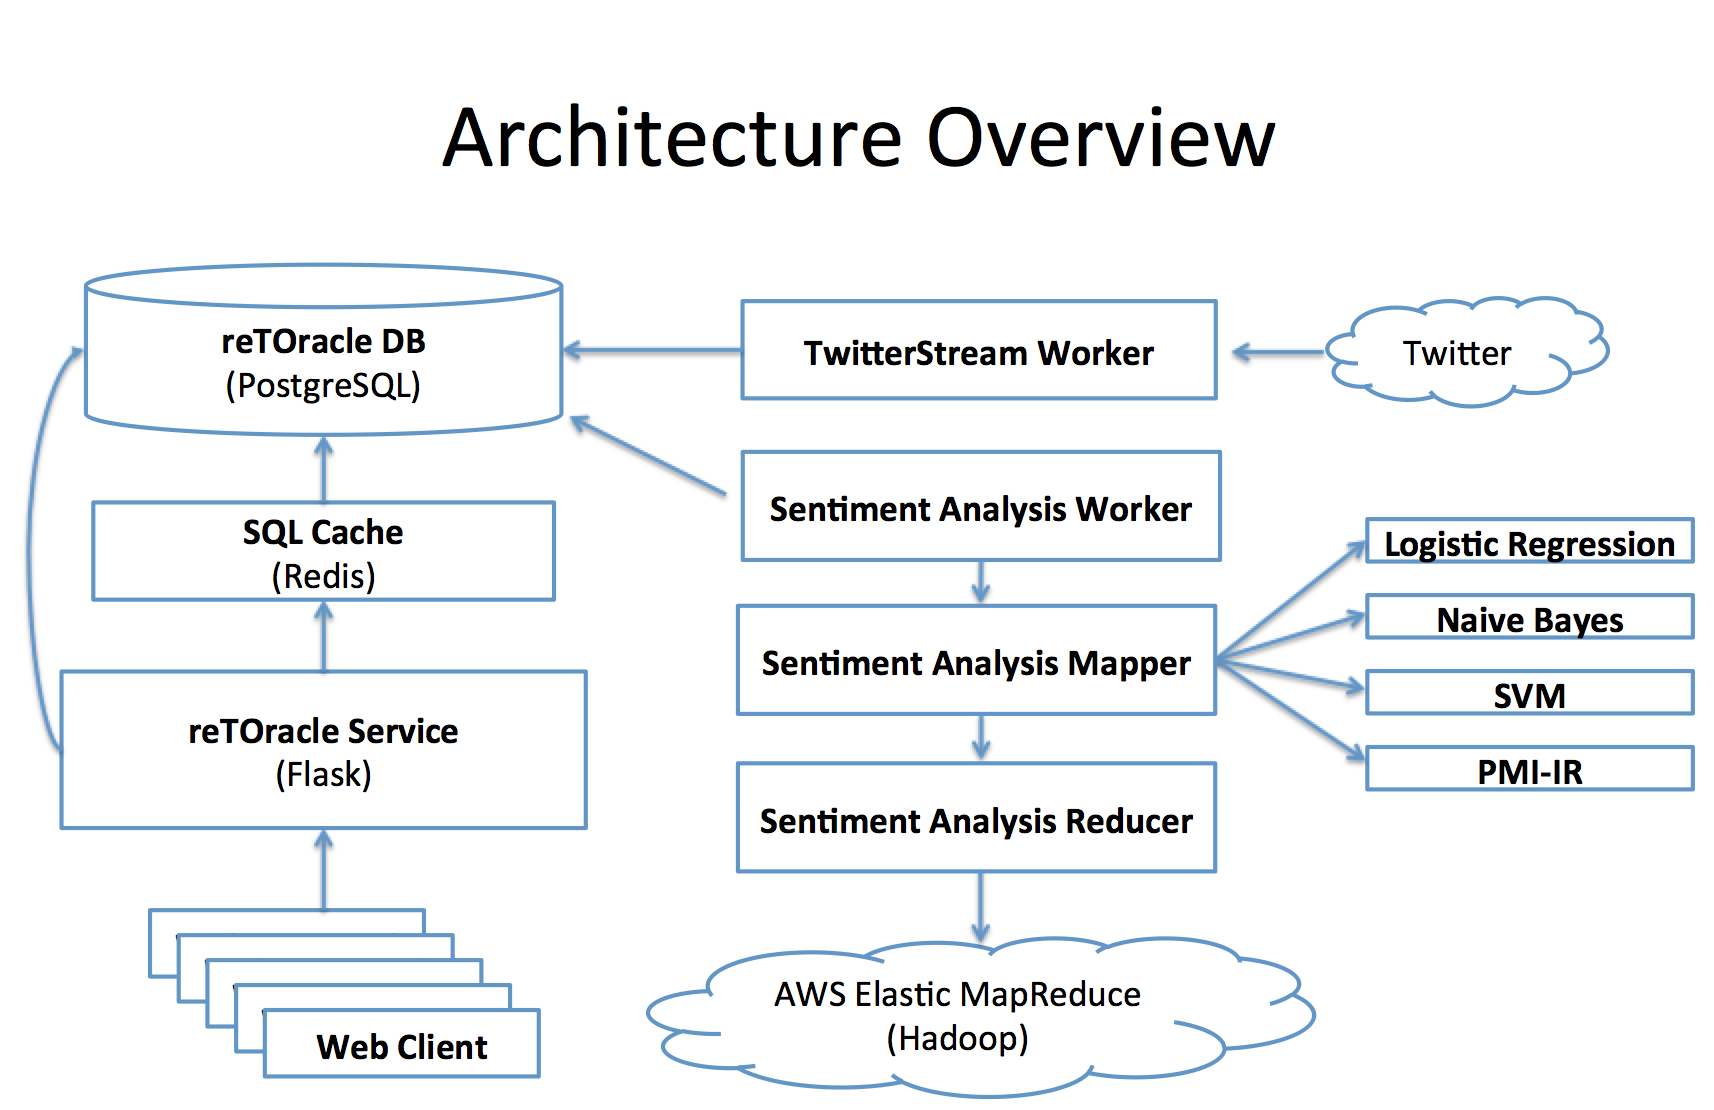 Architecture Overview
reTOracle DB
(PostgreSQL)
TwitterStream Worker
Twitter
Sentiment Analysis Worker
SQL Cache
(Redis)
Logistic Regression
Naive Bayes
Sentiment Analysis Mapper
SVM
reTOracle Service
(Flask)
PMI-IR
Sentiment Analysis Reducer
AWS Elastic MapReduce
(Hadoop)
Web Client